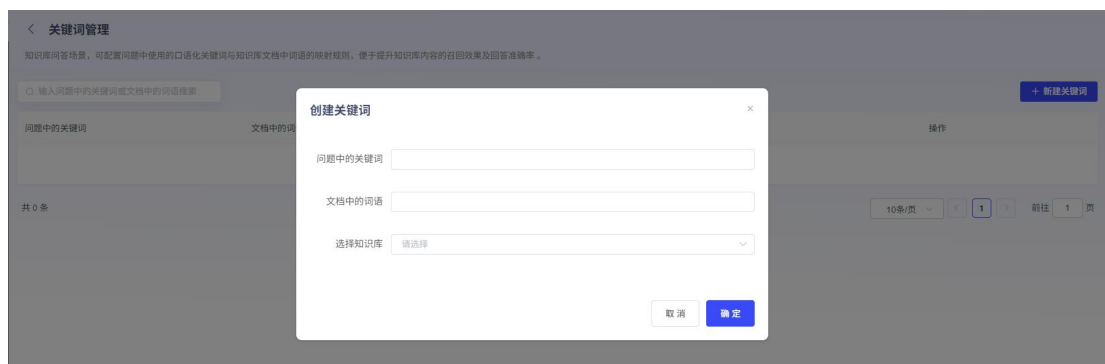 关键词管理
知识库问答场景，可配置问题中使用的口语化关键词与知识库文档中词语的映射规则，便于提升知识库内容的召回效果及回答准确率 。
输入问题中的关键词或文档中的词语搜索
+ 新建关键词
问题中的关键词 文档中的词 操作
共 0 条
10条/页 1 前往 1 页
创建关键词
问题中的关键词
文档中的词语
选择知识库 请选择
取消 确定